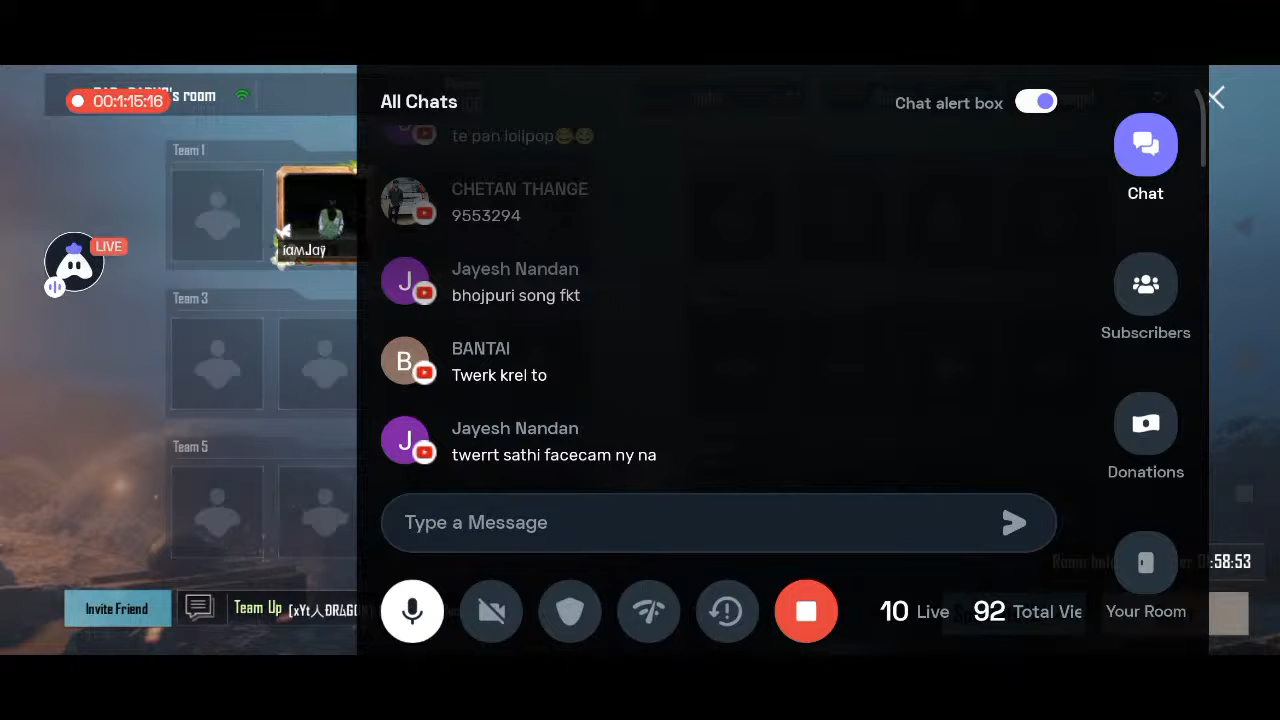 00:1:15:16
's room
All Chats
Chat alert box
Team 1
te pan lolipop😂😂
Chat
CHETAN THANGE
9553294
iamJay
LIVE
Jayesh Nandan
bhojpuri song fkt
Team 3
Subscribers
BANTAI
Twerk krel to
Jayesh Nandan
twerrt sathi facecam ny na
Team 5
Donations
Type a Message
:58:53
Invite Friend
Team Up
10 Live
92 Total Vie
Your Room
J
B
J